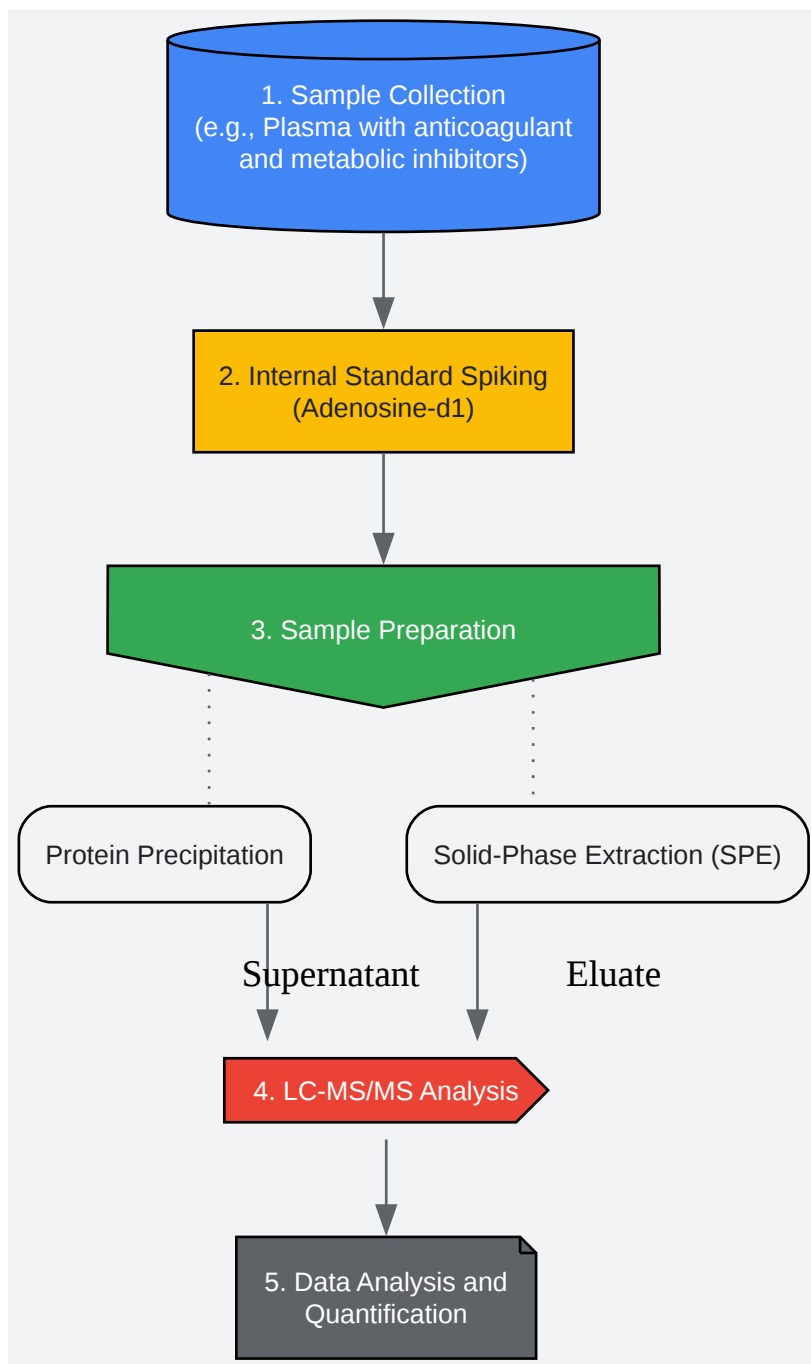 1. Sample Collection
(e.g., Plasma with anticoagulant
and metabolic inhibitors)
2. Internal Standard Spiking
(Adenosine-d1)
3. Sample Preparation
Protein Precipitation
Solid-Phase Extraction (SPE)
Supernatant
Eluate
4. LC-MS/MS Analysis
5. Data Analysis and
Quantification